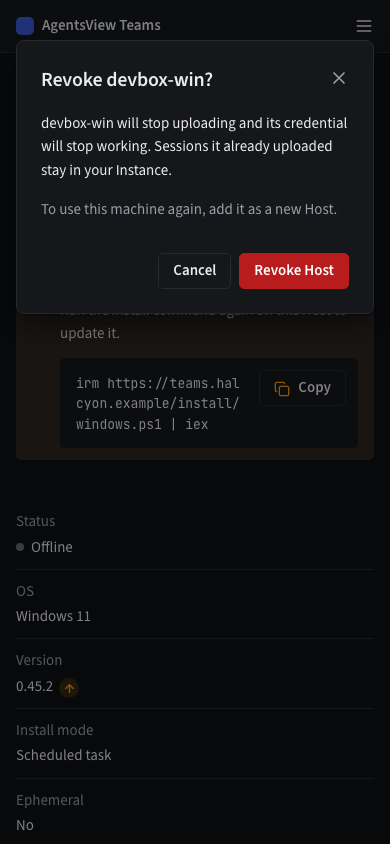 AgentsView Teams
Revoke devbox-win?
devbox-win will stop uploading and its credential
will stop working. Sessions it already uploaded
stay in your Instance.
To use this machine again, add it as a new Host.
Cancel
Revoke Host
update it.
irm https://teams.hal
cyon.example/install/
windows.ps1 | iex
Copy
Status
Offline
OS
Windows 11
Version
0.45.2
Install mode
Scheduled task
Ephemeral
No